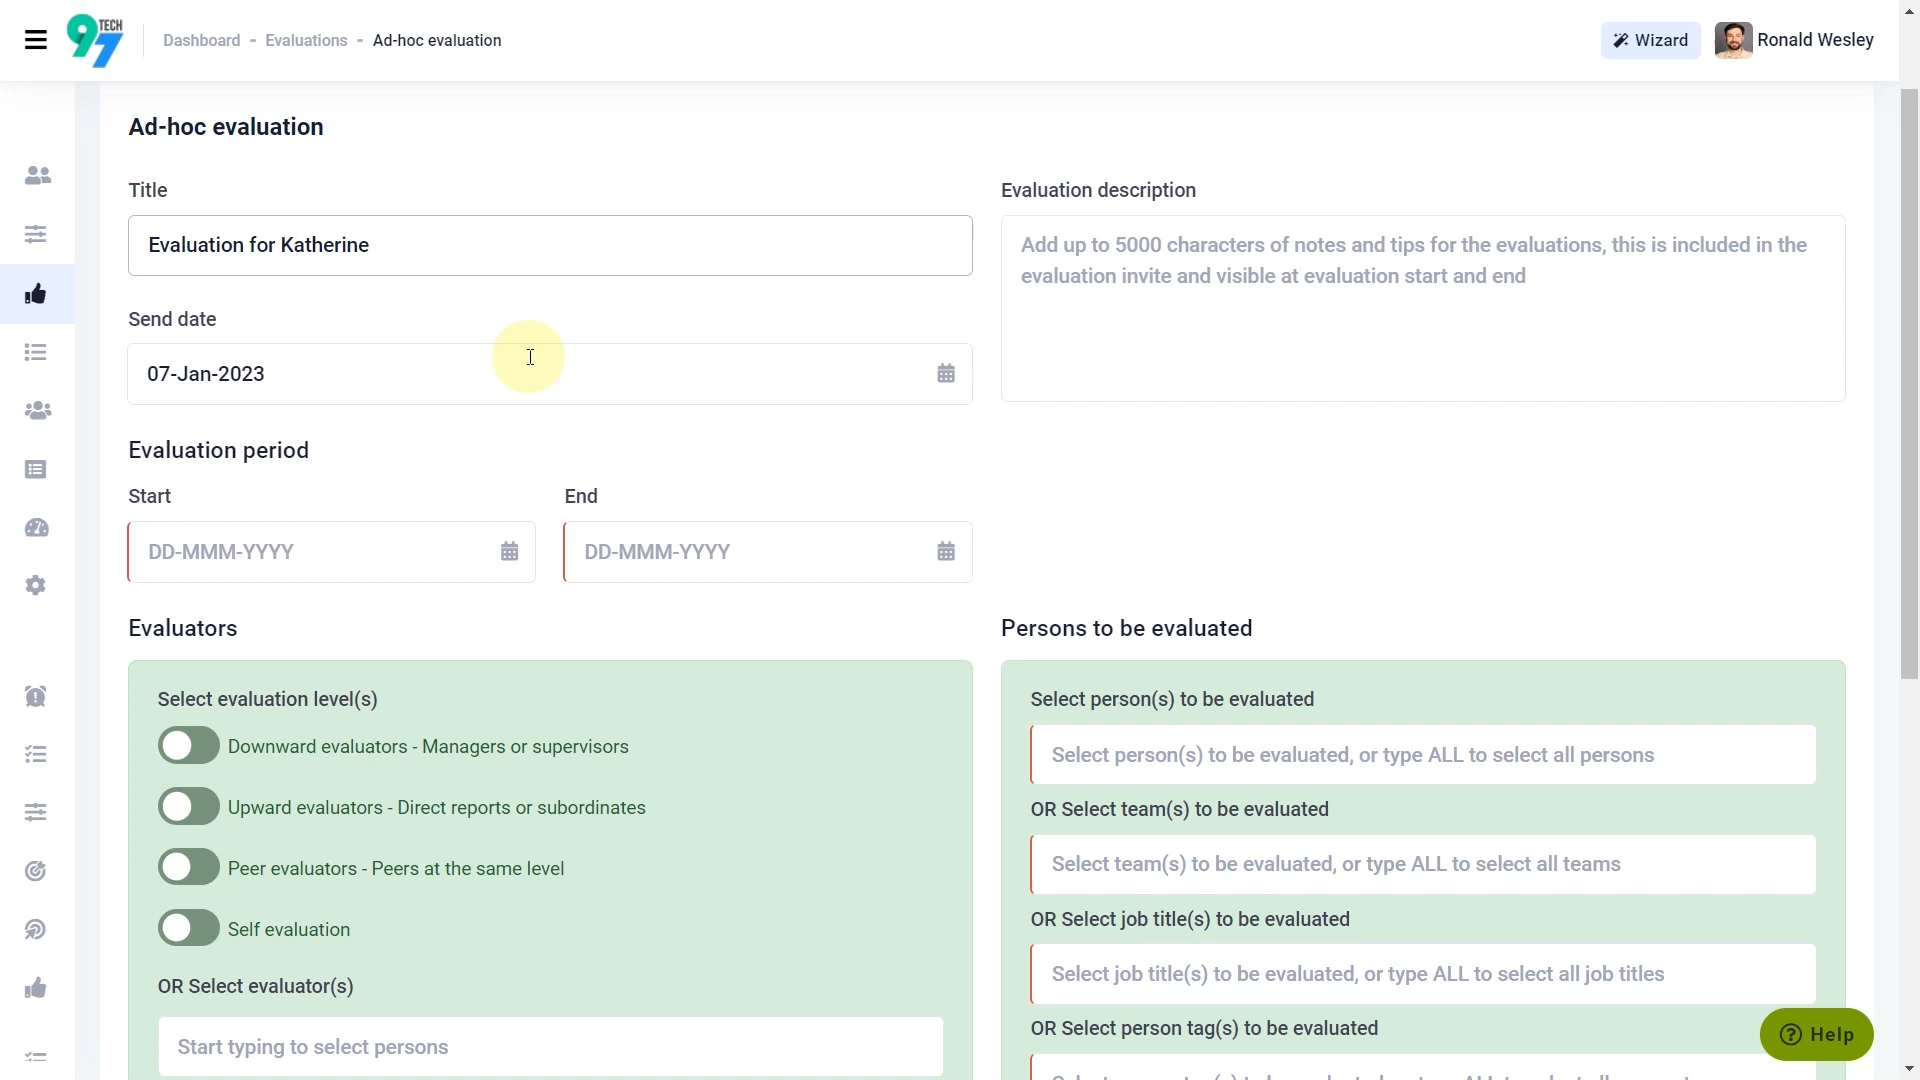 97 TECH
Dashboard - Evaluations - Ad-hoc evaluation
Wizard
Ronald Wesley
Ad-hoc evaluation
Title
Evaluation for Katherine
Evaluation description
Add up to 5000 characters of notes and tips for the evaluations, this is included in the
evaluation invite and visible at evaluation start and end
Send date
07-Jan-2023
Evaluation period
Start
End
DD-MMM-YYYY
DD-MMM-YYYY
Evaluators
Select evaluation level(s)
Downward evaluators - Managers or supervisors
Upward evaluators - Direct reports or subordinates
Peer evaluators - Peers at the same level
Self evaluation
OR Select evaluator(s)
Start typing to select persons
Persons to be evaluated
Select person(s) to be evaluated
Select person(s) to be evaluated, or type ALL to select all persons
OR Select team(s) to be evaluated
Select team(s) to be evaluated, or type ALL to select all teams
OR Select job title(s) to be evaluated
Select job title(s) to be evaluated, or type ALL to select all job titles
OR Select person tag(s) to be evaluated
Help